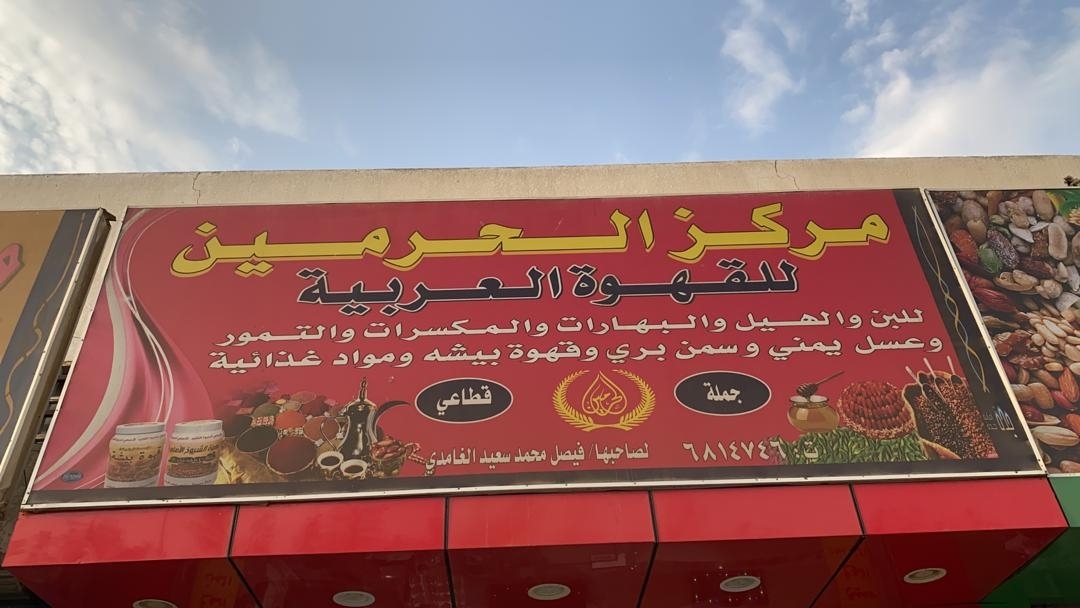 مركز الحرمين
للقهوة العربية
للبن والهيل والبهارات والمكسرات والتمور
وعسل يمني وسمن بري وقهوة بيشه ومواد غذائية
جملة
قطاعي
ت: ٦٨١٤٧٤٦
لصاحبها/ فيصل محمد سعيد الغامدي